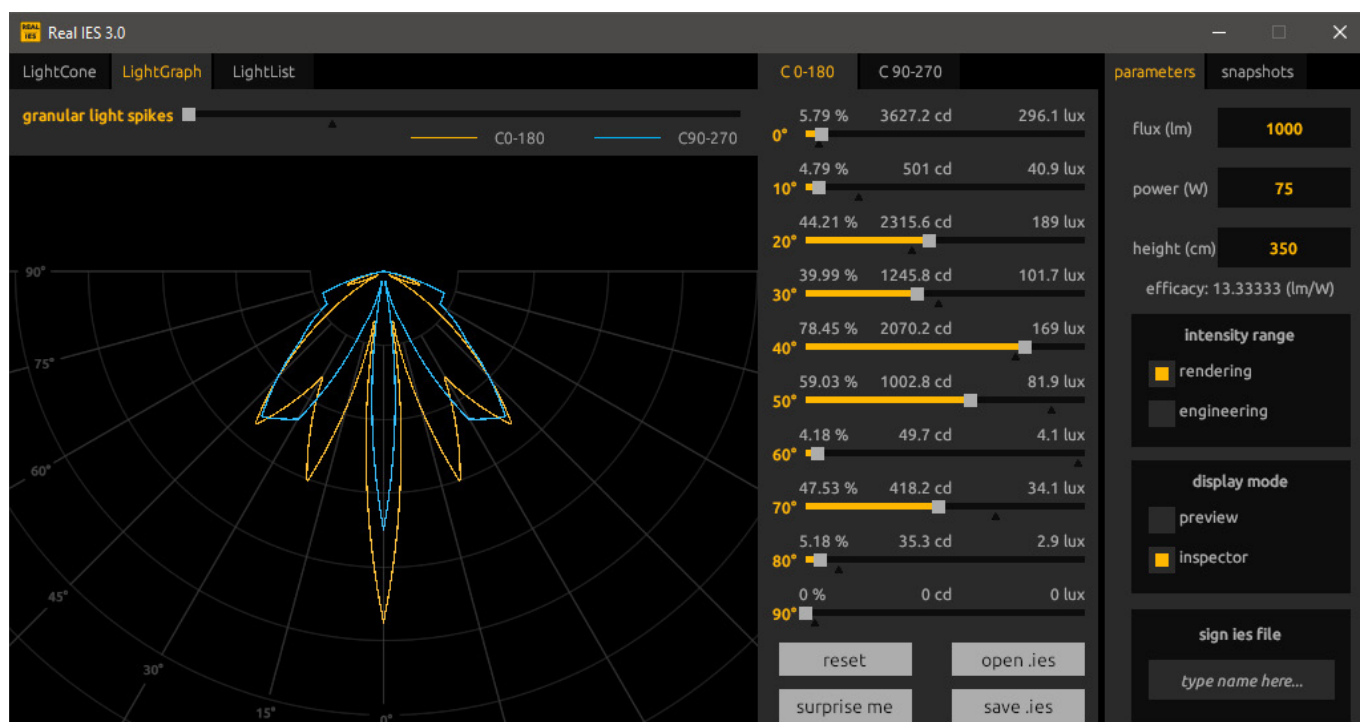 REAL IES Real IES 3.0
LightCone LightGraph LightList
granular light spikes
C0-180 C90-270
90°
75°
60°
45°
30°
15°
0°
C 0-180 C 90-270
5.79 % 3627.2 cd 296.1 lux
0°
4.79 % 501 cd 40.9 lux
10°
44.21 % 2315.6 cd 189 lux
20°
39.99 % 1245.8 cd 101.7 lux
30°
78.45 % 2070.2 cd 169 lux
40°
59.03 % 1002.8 cd 81.9 lux
50°
4.18 % 49.7 cd 4.1 lux
60°
47.53 % 418.2 cd 34.1 lux
70°
5.18 % 35.3 cd 2.9 lux
80°
0 % 0 cd 0 lux
90°
reset open .ies
surprise me save .ies
parameters snapshots
flux (lm) 1000
power (W) 75
height (cm) 350
efficacy: 13.33333 (lm/W)
intensity range
rendering
engineering
display mode
preview
inspector
sign ies file
type name here...